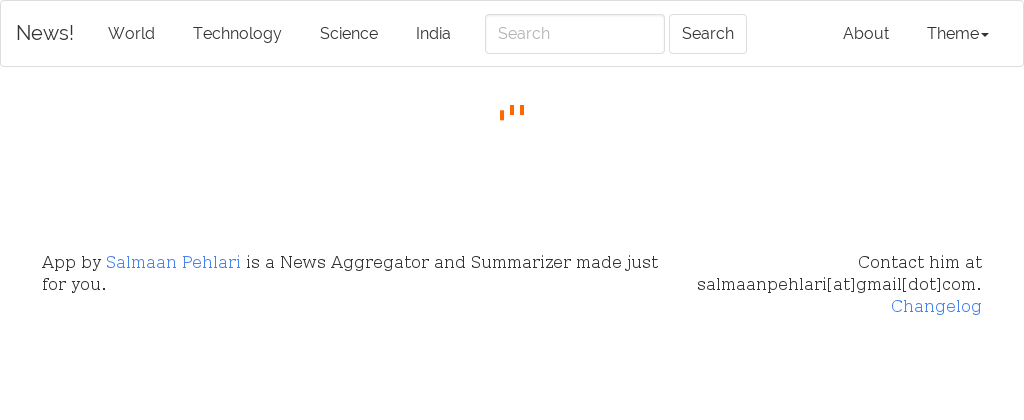 News! World Technology Science India Search Search About Theme
App by Salmaan Pehlari is a News Aggregator and Summarizer made just
for you.
Contact him at
salmaanpehlari[at]gmail[dot]com.
Changelog